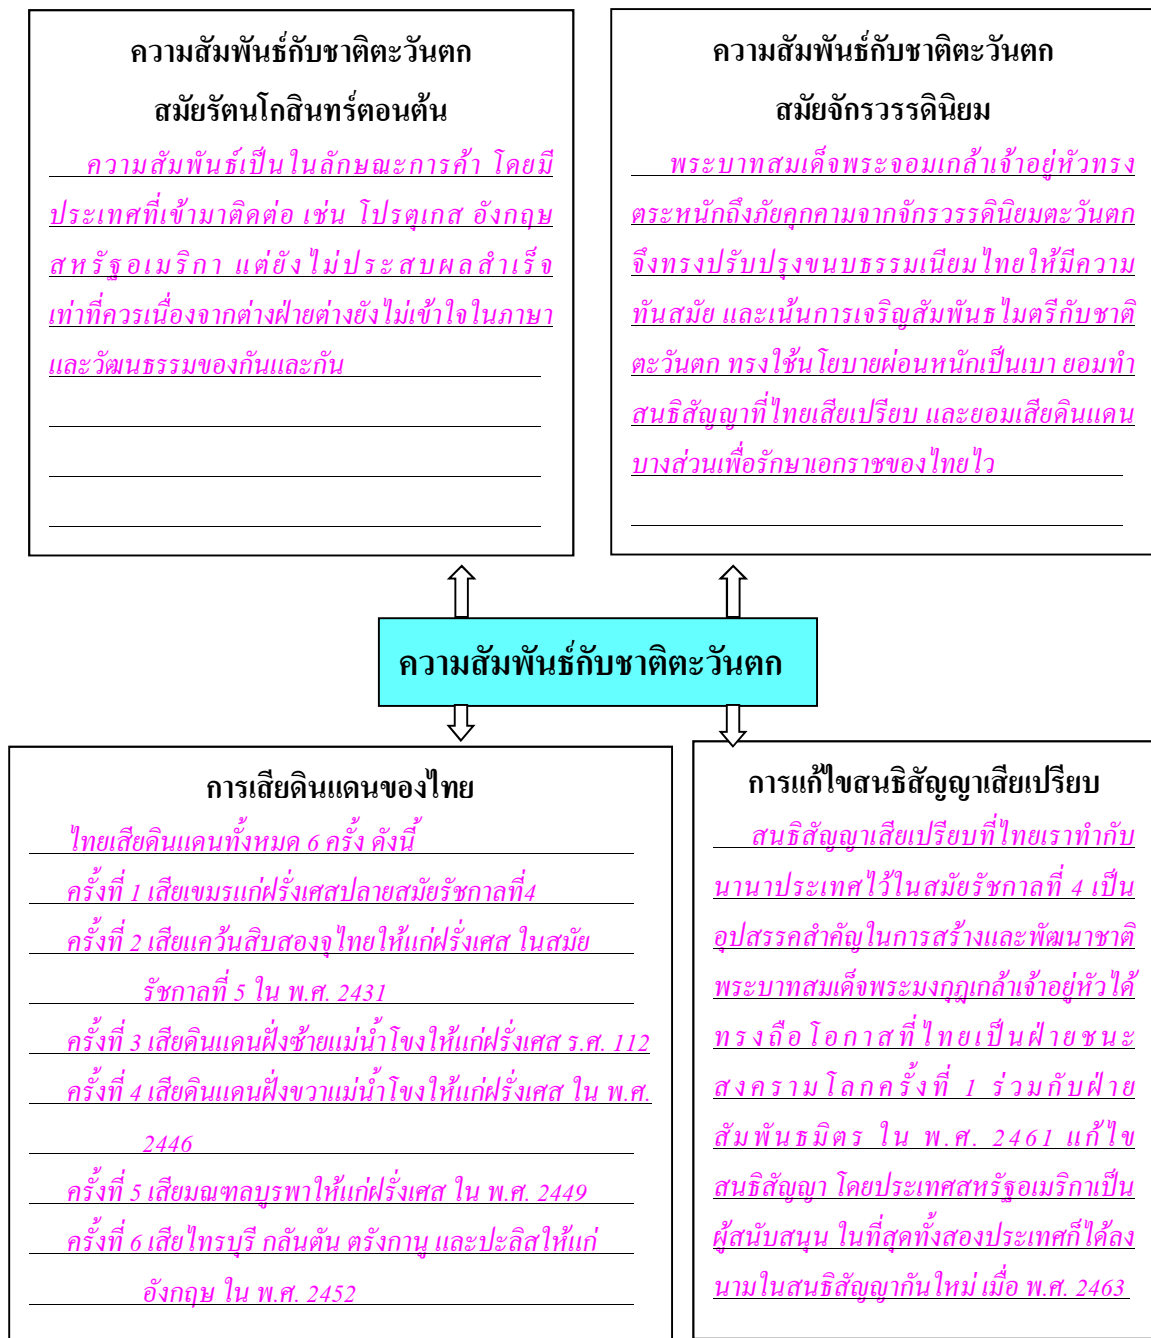 ความสัมพันธ์กับชาติตะวันตก
สมัยรัตนโกสินทร์ตอนต้น
ความสัมพันธ์เป็นในลักษณะการค้า โดยมี
ประเทศที่เข้ามาติดต่อ เช่น โปรตุเกส อังกฤษ
สหรัฐอเมริกา แต่ยังไม่ประสบผลสำเร็จ
เท่าที่ควรเนื่องจากต่างฝ่ายต่างยังไม่เข้าใจในภาษา
และวัฒนธรรมของกันและกัน
ความสัมพันธ์กับชาติตะวันตก
สมัยจักรวรรดินิยม
พระบาทสมเด็จพระจอมเกล้าเจ้าอยู่หัวทรง
ตระหนักถึงภัยคุกคามจากจักรวรรดินิยมตะวันตก
จึงทรงปรับปรุงขนบธรรมเนียมไทยให้มีความ
ทันสมัย และเน้นการเจริญสัมพันธไมตรีกับชาติ
ตะวันตก ทรงใช้นโยบายผ่อนหนักเป็นเบา ยอมทำ
สนธิสัญญาที่ไทยเสียเปรียบ และยอมเสียดินแดน
บางส่วนเพื่อรักษาเอกราชของไทยไว
ความสัมพันธ์กับชาติตะวันตก
การเสียดินแดนของไทย
ไทยเสียดินแดนทั้งหมด 6 ครั้ง ดังนี้
ครั้งที่ 1 เสียเขมรแก่ฝรั่งเศสปลายสมัยรัชกาลที่4
ครั้งที่ 2 เสียแคว้นสิบสองจุไทยให้แก่ฝรั่งเศส ในสมัย
รัชกาลที่ 5 ใน พ.ศ. 2431
ครั้งที่ 3 เสียดินแดนฝั่งซ้ายแม่น้ำโขงให้แก่ฝรั่งเศส ร.ศ. 112
ครั้งที่ 4 เสียดินแดนฝั่งขวาแม่น้ำโขงให้แก่ฝรั่งเศส ใน พ.ศ.
2446
ครั้งที่ 5 เสียมณฑลบูรพาให้แก่ฝรั่งเศส ใน พ.ศ. 2449
ครั้งที่ 6 เสียไทรบุรี กลันตัน ตรังกานู และปะลิสให้แก่
อังกฤษ ใน พ.ศ. 2452
การแก้ไขสนธิสัญญาเสียเปรียบ
สนธิสัญญาเสียเปรียบที่ไทยเราทำกับ
นานาประเทศไว้ในสมัยรัชกาลที่ 4 เป็น
อุปสรรคสำคัญในการสร้างและพัฒนาชาติ
พระบาทสมเด็จพระมงกุฎเกล้าเจ้าอยู่หัวได้
ทรงถือโอกาสที่ไทยเป็นฝ่ายชนะ
สงครามโลกครั้งที่ 1 ร่วมกับฝ่าย
สัมพันธมิตร ใน พ.ศ. 2461 แก้ไข
สนธิสัญญา โดยประเทศสหรัฐอเมริกาเป็น
ผู้สนับสนุน ในที่สุดทั้งสองประเทศก็ได้ลง
นามในสนธิสัญญากันใหม่ เมื่อ พ.ศ. 2463